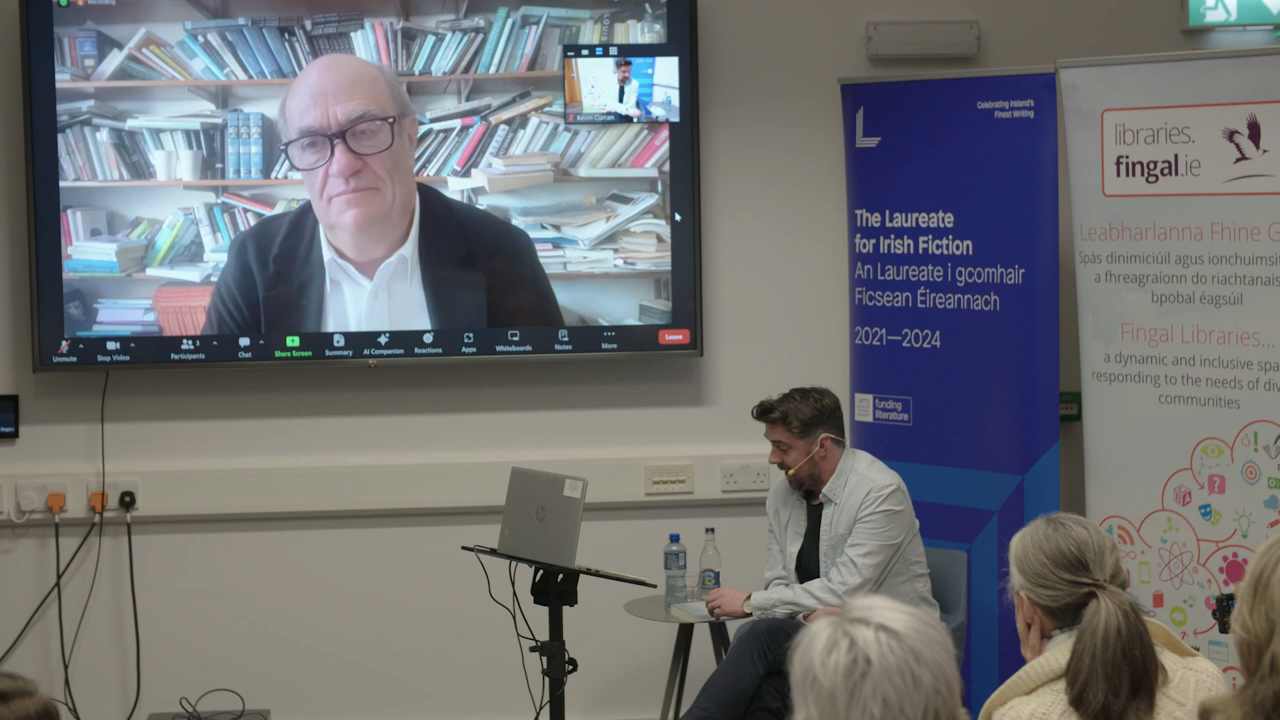 Recording
Kevin Curran
Unmute
Stop Video
Participants
3
Chat
Share Screen
Summary
AI Companion
Reactions
Apps
Whiteboards
Notes
More
Leave
Celebrating Ireland's
Finest Writing
The Laureate
for Irish Fiction
An Laureate i gcomhair
Ficsean Éireannach
2021—2024
funding
literature
libraries.
fingal.ie
Leabharlanna Fhine G
Spás dinimiciúil agus ionchuimsit
a fhreagraíonn do riachtanais
bpobal éagsúil
Fingal Libraries...
a dynamic and inclusive spa
responding to the needs of div
communities